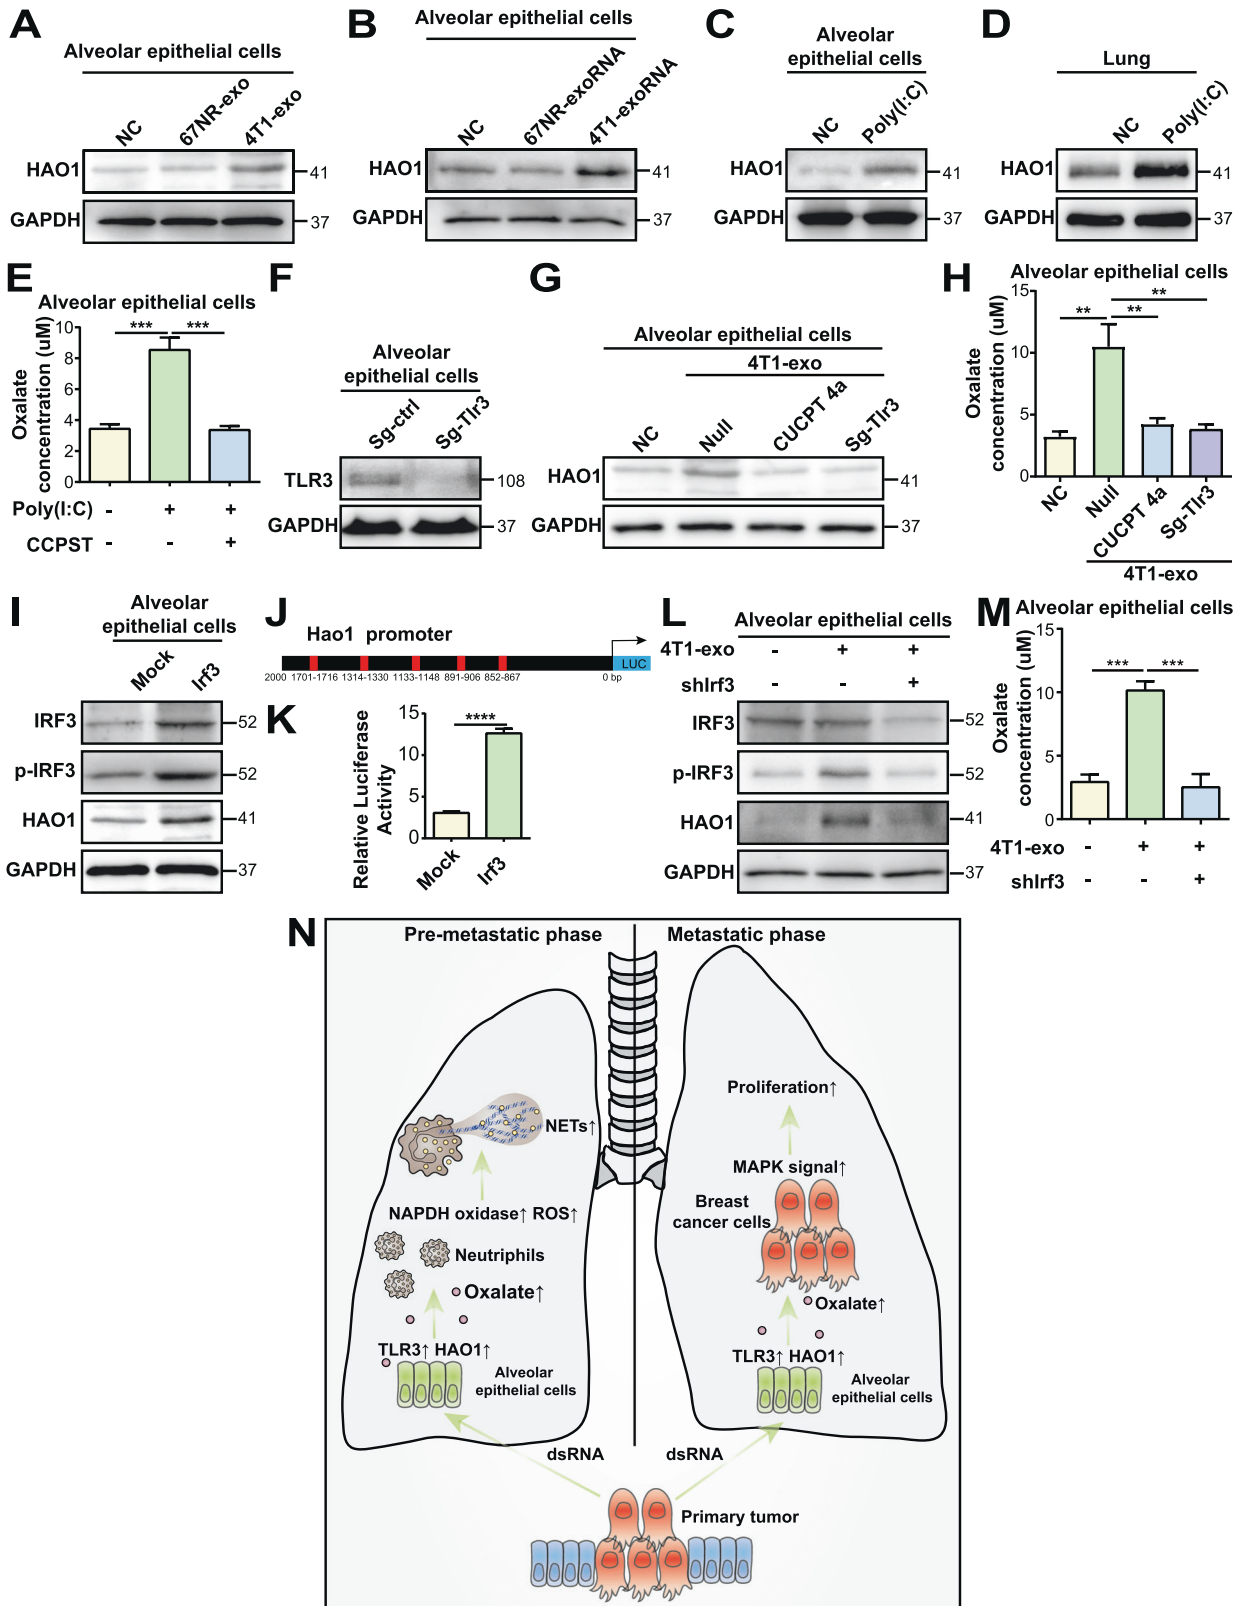 A
Alveolar epithelial cells
NC
67NR-exo
4T1-exo
HAO1
41
GAPDH
37
B
Alveolar epithelial cells
NC
67NR-exoRNA
4T1-exoRNA
HAO1
41
GAPDH
37
C
Alveolar
epithelial cells
NC
Poly(I:C)
HAO1
41
GAPDH
37
D
Lung
NC
Poly(I:C)
HAO1
41
GAPDH
37
E
Alveolar epithelial cells
Oxalate
concentration (uM)
10
8
6
4
2
0
***
***
Poly(I:C) - + +
CCPST - - +
F
Alveolar
epithelial cells
Sg-ctrl
Sg-Tlr3
TLR3
108
GAPDH
37
G
Alveolar epithelial cells
4T1-exo
NC
Null
CUCPT 4a
Sg-Tlr3
HAO1
41
GAPDH
37
H
Alveolar epithelial cells
Oxalate
concentration (uM)
15
10
5
0
**
**
**
NC
Null
CUCPT 4a
Sg-Tlr3
4T1-exo
I
Alveolar
epithelial cells
Mock
Irf3
IRF3
52
p-IRF3
52
HAO1
41
GAPDH
37
J
Hao1 promoter
LUC
2000 1701-1716 1314-1330 1133-1148 891-906 852-867 0 bp
K
Relative Luciferase
Activity
15
10
5
0
****
Mock
Irf3
L
Alveolar epithelial cells
4T1-exo - + +
shIrf3 - - +
IRF3
52
p-IRF3
52
HAO1
41
GAPDH
37
M
Alveolar epithelial cells
Oxalate
concentration (uM)
15
10
5
0
***
***
4T1-exo - + +
shIrf3 - - +
N
Pre-metastatic phase
Metastatic phase
NETs↑
NAPDH oxidase↑ ROS↑
Neutriphils
Oxalate↑
TLR3↑ HAO1↑
Alveolar
epithelial cells
Proliferation↑
MAPK signal↑
Breast
cancer cells
Oxalate↑
TLR3↑ HAO1↑
Alveolar
epithelial cells
dsRNA
dsRNA
Primary tumor